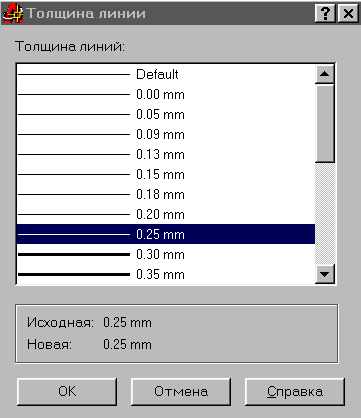 Толщина линии
Толщина линий:
Default
0.00 mm
0.05 mm
0.09 mm
0.13 mm
0.15 mm
0.18 mm
0.20 mm
0.25 mm
0.30 mm
0.35 mm
Исходная: 0.25 mm
Новая: 0.25 mm
OK Отмена Справка